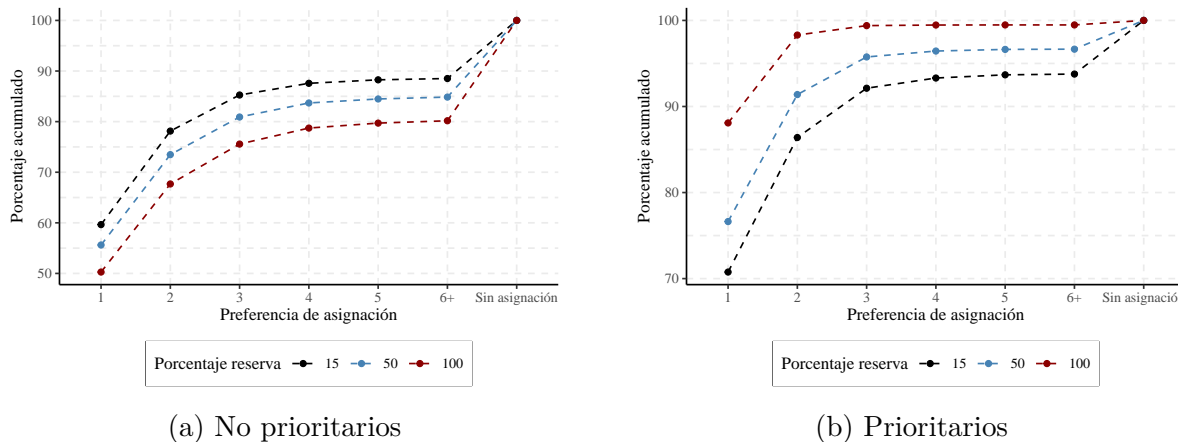 Porcentaje acumulado
100
90
80
70
60
50
1 2 3 4 5 6+ Sin asignación
Preferencia de asignación
Porcentaje reserva 15 50 100
(a) No prioritarios
Porcentaje acumulado
100
90
80
70
1 2 3 4 5 6+ Sin asignació
Preferencia de asignación
Porcentaje reserva 15 50 100
(b) Prioritarios